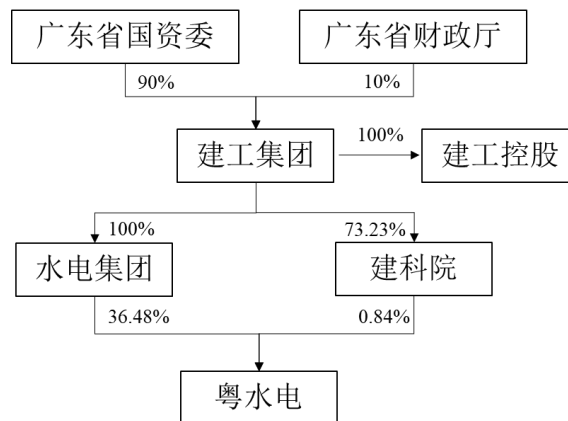 广东省国资委
广东省财政厅
90%
10%
建工集团
100%
建工控股
100%
73.23%
水电集团
建科院
36.48%
0.84%
粤水电